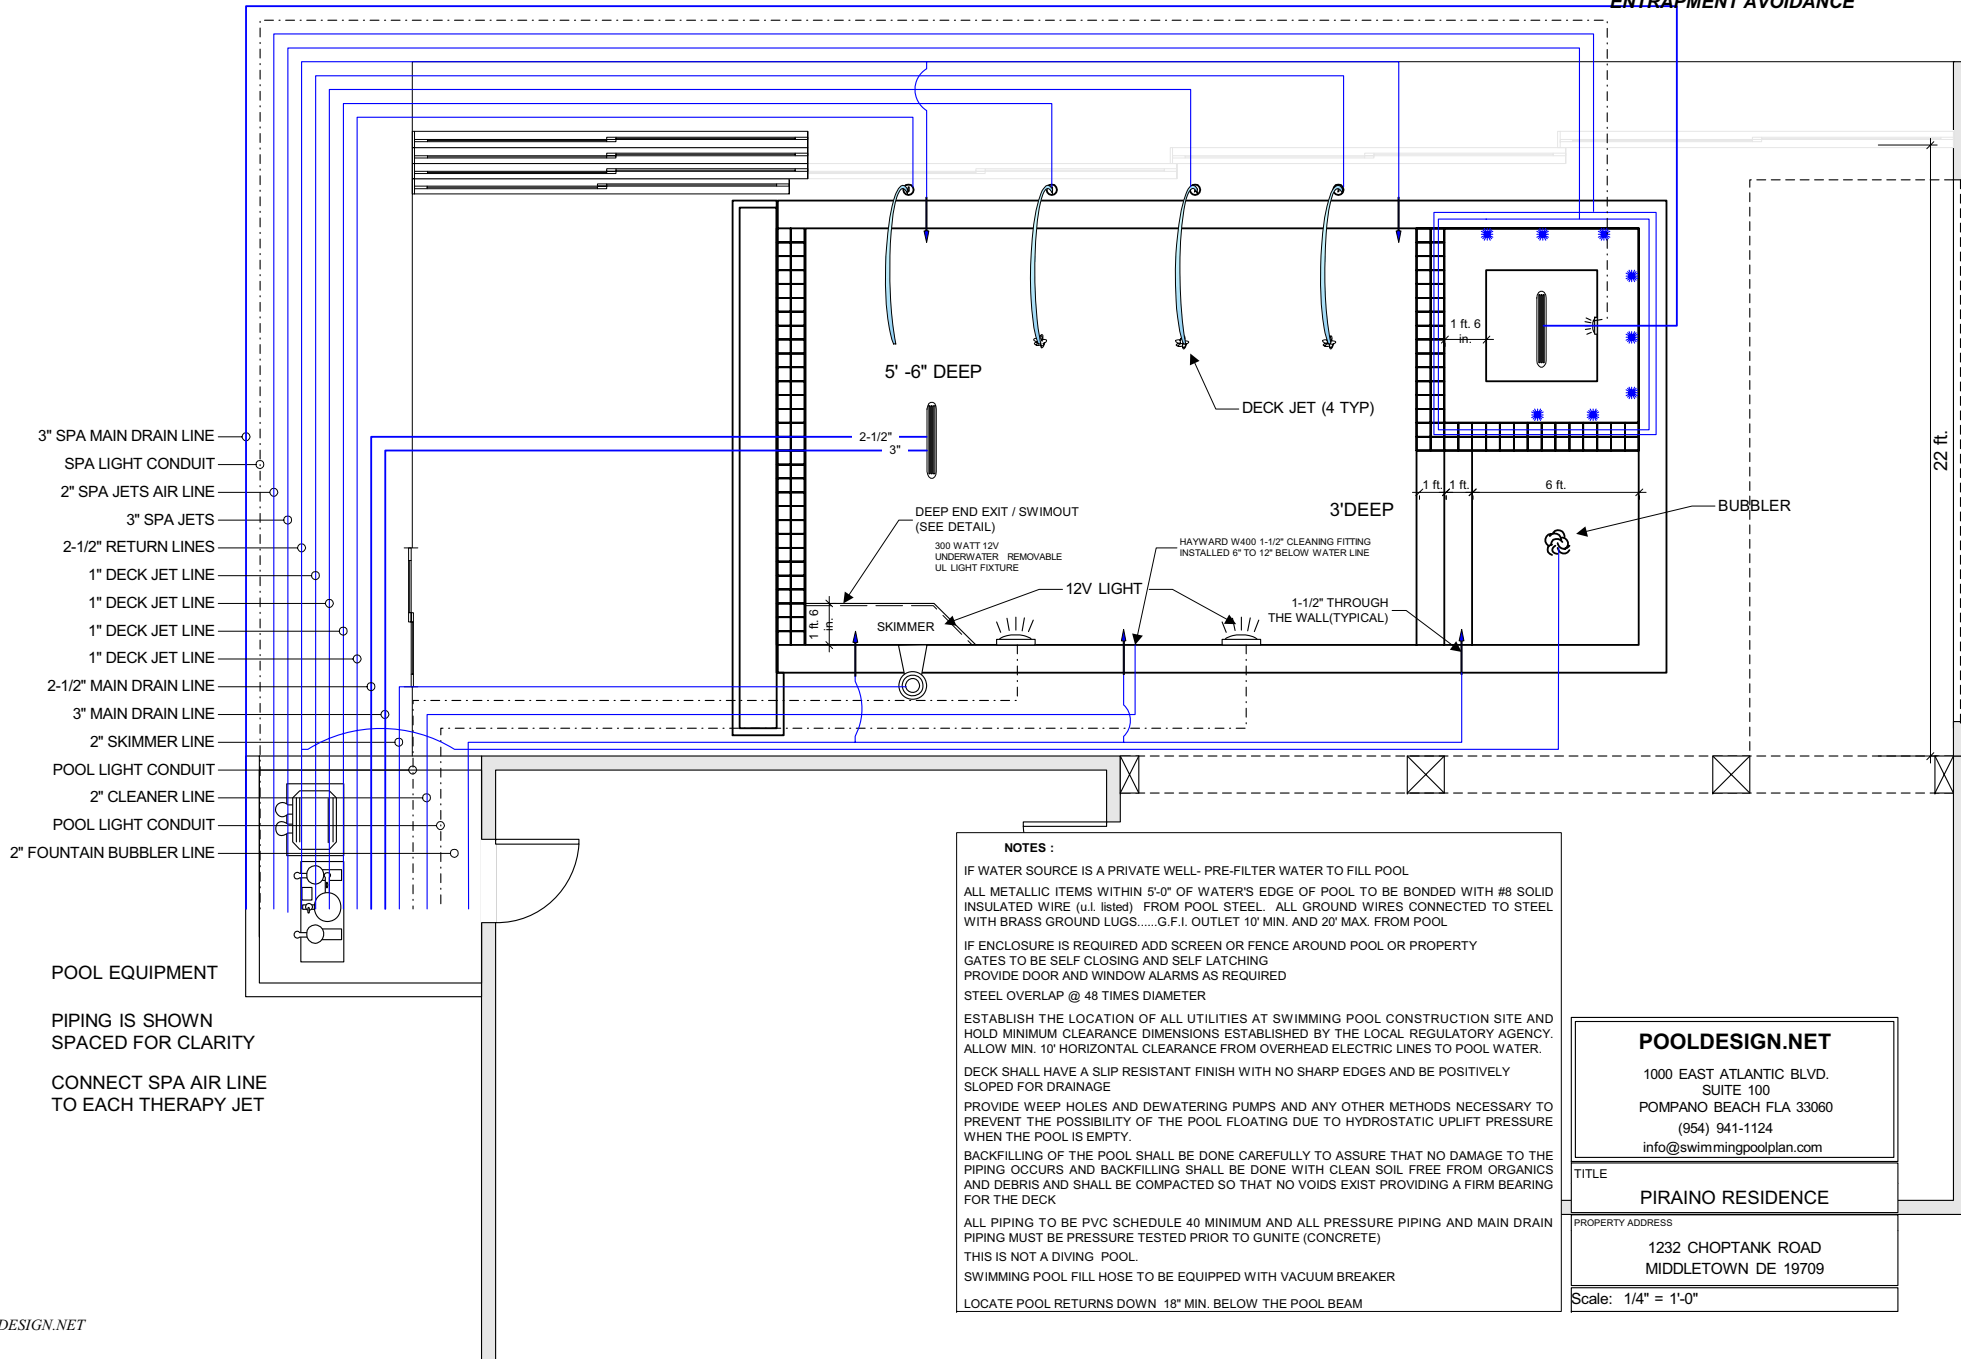 ENTRAPMENT AVOIDANCE
3" SPA MAIN DRAIN LINE
SPA LIGHT CONDUIT
2" SPA JETS AIR LINE
3" SPA JETS
2-1/2" RETURN LINES
1" DECK JET LINE
1" DECK JET LINE
1" DECK JET LINE
1" DECK JET LINE
2-1/2" MAIN DRAIN LINE
3" MAIN DRAIN LINE
2" SKIMMER LINE
POOL LIGHT CONDUIT
2" CLEANER LINE
POOL LIGHT CONDUIT
2" FOUNTAIN BUBBLER LINE
POOL EQUIPMENT
PIPING IS SHOWN
SPACED FOR CLARITY
CONNECT SPA AIR LINE
TO EACH THERAPY JET
5' -6" DEEP
2-1/2"
3"
DECK JET (4 TYP)
1 ft. 6
in.
22 ft.
1 ft.
1 ft.
6 ft.
3'DEEP
BUBBLER
DEEP END EXIT / SWIMOUT
(SEE DETAIL)
300 WATT 12V
UNDERWATER REMOVABLE
UL LIGHT FIXTURE
HAYWARD W400 1-1/2" CLEANING FITTING
INSTALLED 6" TO 12" BELOW WATER LINE
12V LIGHT
1-1/2" THROUGH
THE WALL(TYPICAL)
1 ft. 6
in.
SKIMMER
NOTES :
IF WATER SOURCE IS A PRIVATE WELL- PRE-FILTER WATER TO FILL POOL
ALL METALLIC ITEMS WITHIN 5'-0" OF WATER'S EDGE OF POOL TO BE BONDED WITH #8 SOLID
INSULATED WIRE (u.l. listed) FROM POOL STEEL. ALL GROUND WIRES CONNECTED TO STEEL
WITH BRASS GROUND LUGS......G.F.I. OUTLET 10' MIN. AND 20' MAX. FROM POOL
IF ENCLOSURE IS REQUIRED ADD SCREEN OR FENCE AROUND POOL OR PROPERTY
GATES TO BE SELF CLOSING AND SELF LATCHING
PROVIDE DOOR AND WINDOW ALARMS AS REQUIRED
STEEL OVERLAP @ 48 TIMES DIAMETER
ESTABLISH THE LOCATION OF ALL UTILITIES AT SWIMMING POOL CONSTRUCTION SITE AND
HOLD MINIMUM CLEARANCE DIMENSIONS ESTABLISHED BY THE LOCAL REGULATORY AGENCY.
ALLOW MIN. 10' HORIZONTAL CLEARANCE FROM OVERHEAD ELECTRIC LINES TO POOL WATER.
DECK SHALL HAVE A SLIP RESISTANT FINISH WITH NO SHARP EDGES AND BE POSITIVELY
SLOPED FOR DRAINAGE
PROVIDE WEEP HOLES AND DEWATERING PUMPS AND ANY OTHER METHODS NECESSARY TO
PREVENT THE POSSIBILITY OF THE POOL FLOATING DUE TO HYDROSTATIC UPLIFT PRESSURE
WHEN THE POOL IS EMPTY.
BACKFILLING OF THE POOL SHALL BE DONE CAREFULLY TO ASSURE THAT NO DAMAGE TO THE
PIPING OCCURS AND BACKFILLING SHALL BE DONE WITH CLEAN SOIL FREE FROM ORGANICS
AND DEBRIS AND SHALL BE COMPACTED SO THAT NO VOIDS EXIST PROVIDING A FIRM BEARING
FOR THE DECK
ALL PIPING TO BE PVC SCHEDULE 40 MINIMUM AND ALL PRESSURE PIPING AND MAIN DRAIN
PIPING MUST BE PRESSURE TESTED PRIOR TO GUNITE (CONCRETE)
THIS IS NOT A DIVING POOL.
SWIMMING POOL FILL HOSE TO BE EQUIPPED WITH VACUUM BREAKER
LOCATE POOL RETURNS DOWN 18" MIN. BELOW THE POOL BEAM
POOLDESIGN.NET
1000 EAST ATLANTIC BLVD.
SUITE 100
POMPANO BEACH FLA 33060
(954) 941-1124
info@swimmingpoolplan.com
TITLE
PIRAINO RESIDENCE
PROPERTY ADDRESS
1232 CHOPTANK ROAD
MIDDLETOWN DE 19709
Scale: 1/4" = 1'-0"
DESIGN.NET